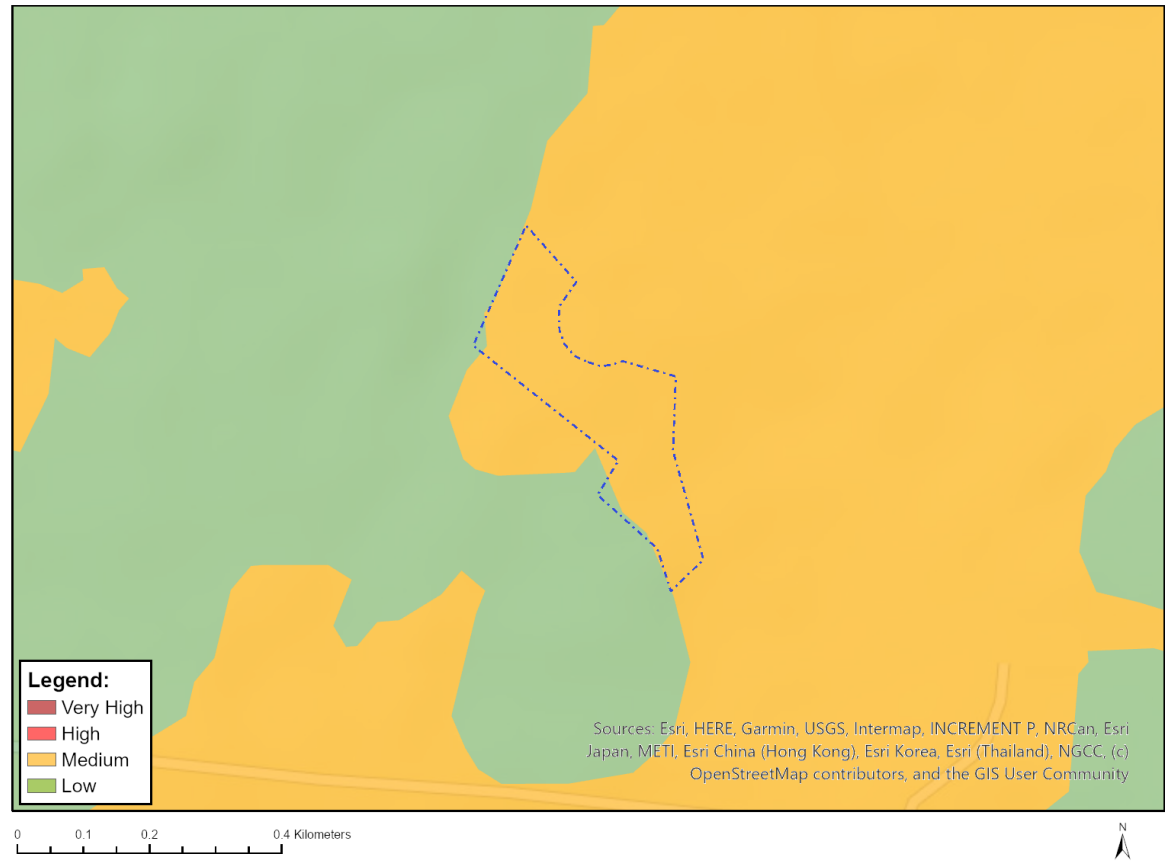 Legend:
Very High
High
Medium
Low
Sources: Esri, HERE, Garmin, USGS, Intermap, INCREMENT P, NRCan, Esri
Japan, METI, Esri China (Hong Kong), Esri Korea, Esri (Thailand), NGCC, (c)
OpenStreetMap contributors, and the GIS User Community
0 0.1 0.2 0.4 Kilometers
N